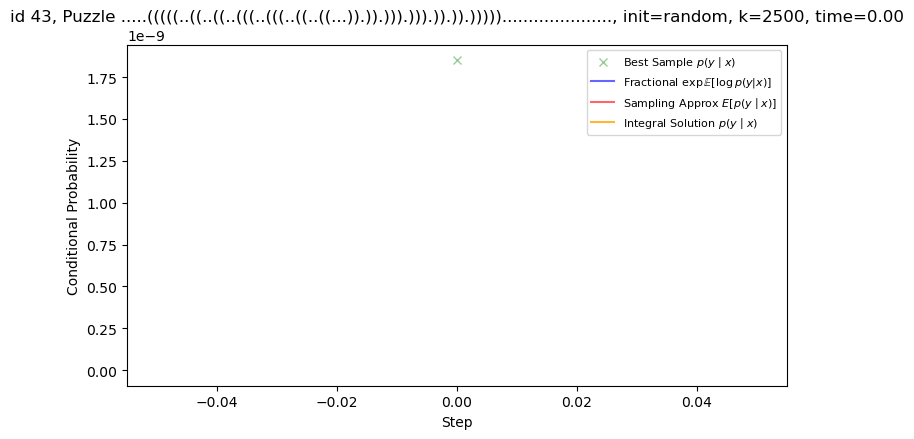 id 43, Puzzle .....(((((..((..((..(((..(((..((..((...)).)).))).))).)).)).)))))....................., init=random, k=2500, time=0.00
1e−9
Best Sample p(y | x)
Fractional exp𝔼[log p(y|x)]
Sampling Approx E[p(y | x)]
Integral Solution p(y | x)
1.75
1.50
1.25
1.00
0.75
0.50
0.25
0.00
Conditional Probability
−0.04
−0.02
0.00
0.02
0.04
Step